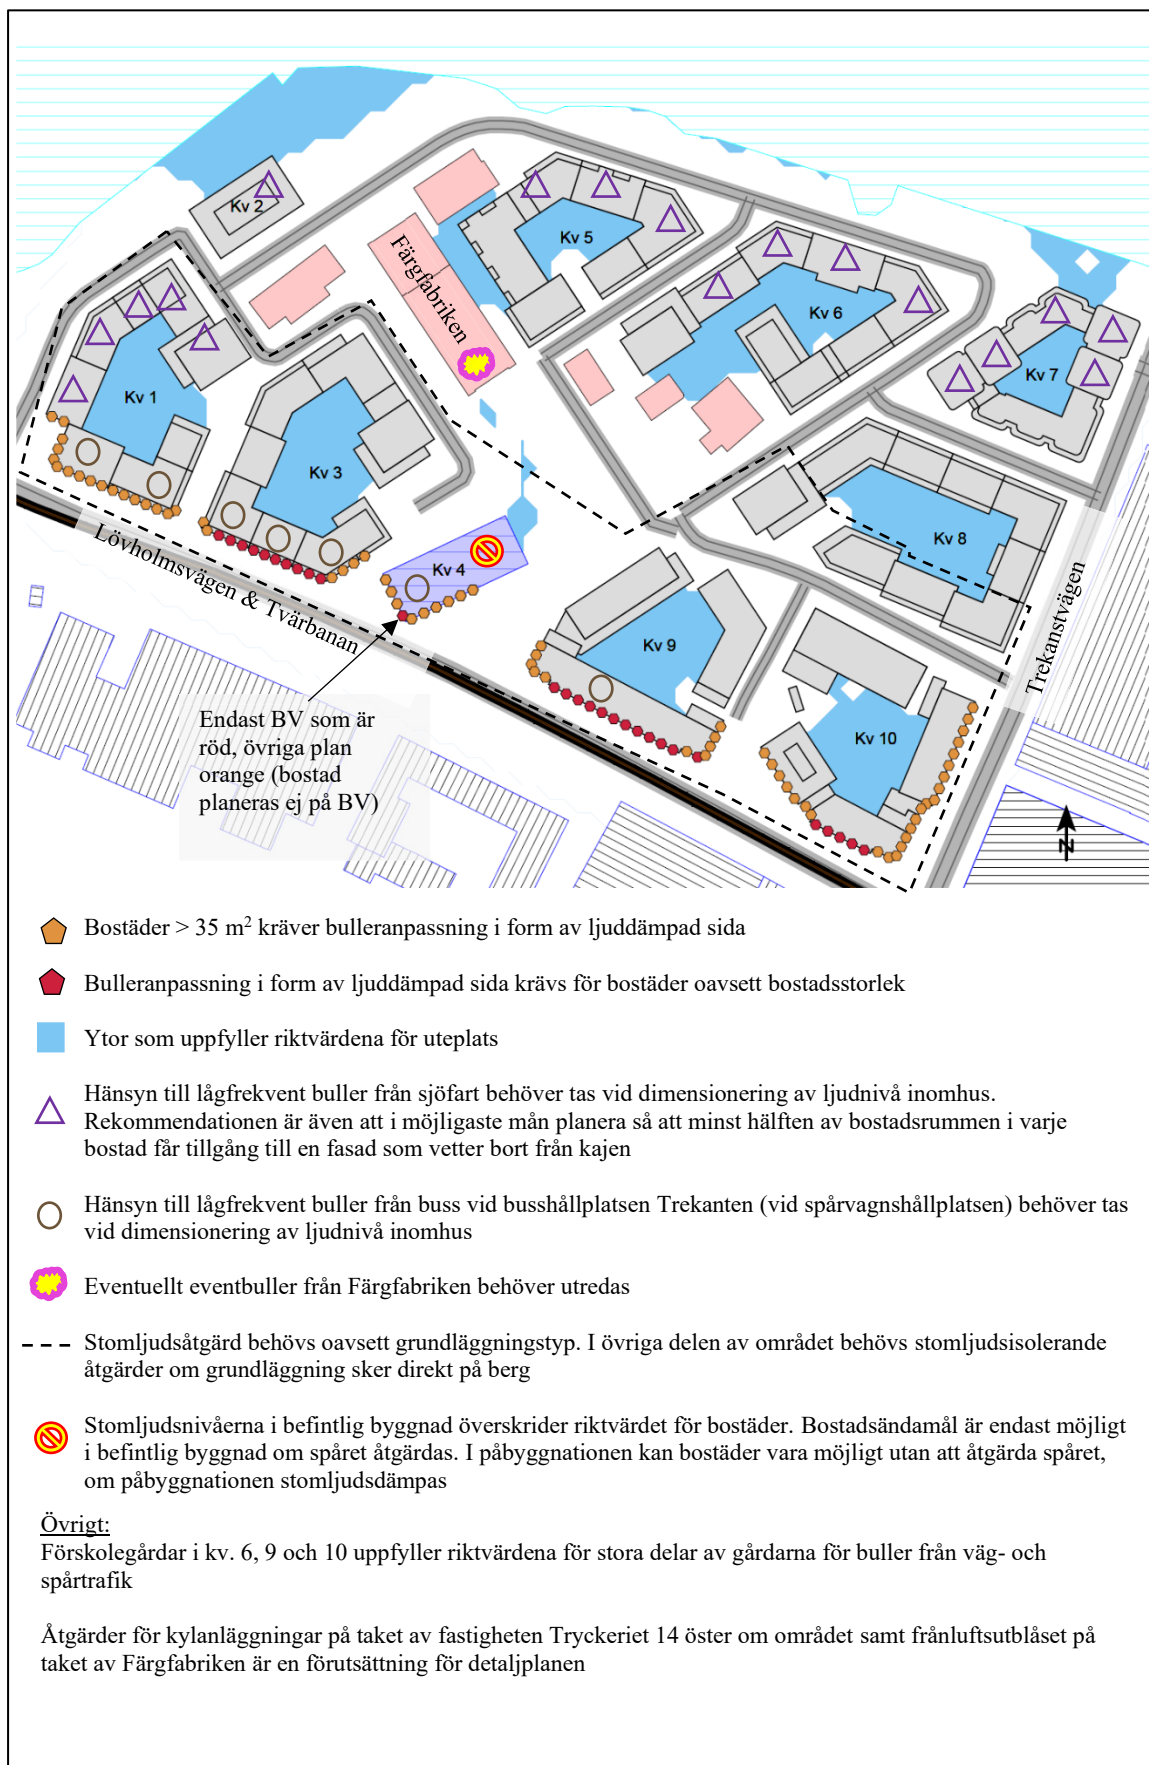 Kv 2
Kv 5
Färgfabriken
Kv 6
Kv 7
Kv 1
Kv 3
Kv 8
Kv 4
Lövholmsvägen & Tvärbanan
Kv 9
Trekanstvägen
Kv 10
Endast BV som är
röd, övriga plan
orange (bostad
planeras ej på BV)
N
Bostäder > 35 m² kräver bulleranpassning i form av ljuddämpad sida
Bulleranpassning i form av ljuddämpad sida krävs för bostäder oavsett bostadsstorlek
Ytor som uppfyller riktvärdena för uteplats
Hänsyn till lågfrekvent buller från sjöfart behöver tas vid dimensionering av ljudnivå inomhus.
Rekommendationen är även att i möjligaste mån planera så att minst hälften av bostadsrummen i varje
bostad får tillgång till en fasad som vetter bort från kajen
Hänsyn till lågfrekvent buller från buss vid busshållplatsen Trekanten (vid spårvagnshållplatsen) behöver tas
vid dimensionering av ljudnivå inomhus
Eventuellt eventbuller från Färgfabriken behöver utredas
Stomljudsåtgärd behövs oavsett grundläggningstyp. I övriga delen av området behövs stomljudsisolerande
åtgärder om grundläggning sker direkt på berg
Stomljudsnivåerna i befintlig byggnad överskrider riktvärdet för bostäder. Bostadsändamål är endast möjligt
i befintlig byggnad om spåret åtgärdas. I påbyggnationen kan bostäder vara möjligt utan att åtgärda spåret,
om påbyggnationen stomljudsdämpas
Övrigt:
Förskolegårdar i kv. 6, 9 och 10 uppfyller riktvärdena för stora delar av gårdarna för buller från väg- och
spårtrafik
Åtgärder för kylanläggningar på taket av fastigheten Tryckeriet 14 öster om området samt frånluftsutblåset på
taket av Färgfabriken är en förutsättning för detaljplanen